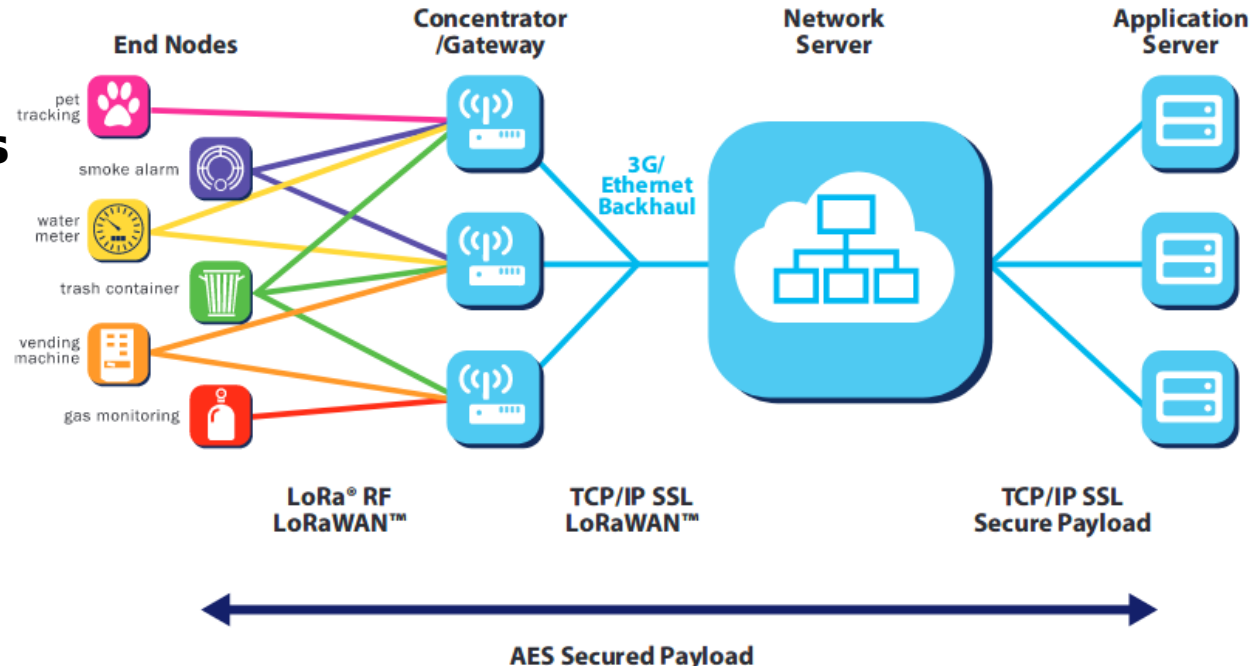 Concentrator
/Gateway
Network
Server
Application
Server
End Nodes
pet
tracking
s
smoke alarm
water
meter
trash container
vending
machine
gas monitoring
3G/
Ethernet
Backhaul
LoRa® RF
LoRaWAN™
TCP/IP SSL
LoRaWAN™
TCP/IP SSL
Secure Payload
AES Secured Payload